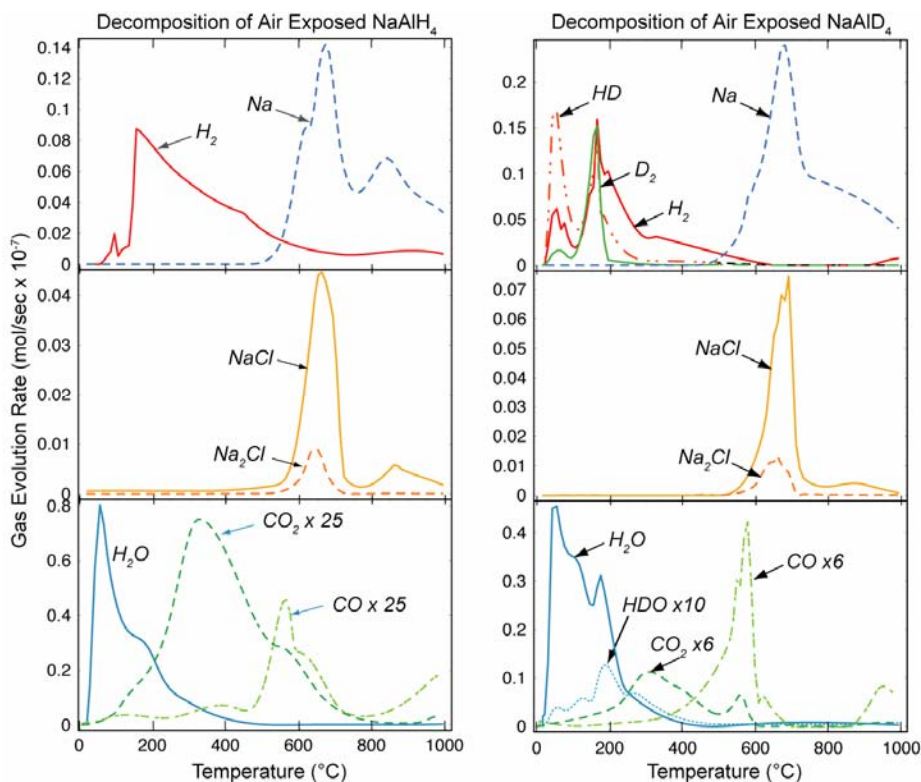 Decomposition of Air Exposed NaAlH4
Decomposition of Air Exposed NaAlD4
Gas Evolution Rate (mol/sec x 10-7)
0.14
0.12
0.1
0.08
0.06
0.04
0.02
0
H2
Na
0.2
0.15
0.1
0.05
0
HD
D2
H2
Na
0.04
0.03
0.02
0.01
0
NaCl
Na2Cl
0.07
0.06
0.05
0.04
0.03
0.02
0.01
0
NaCl
Na2Cl
0.8
0.6
0.4
0.2
0
H2O
CO2 x 25
CO x 25
0.4
0.3
0.2
0.1
0
H2O
HDO x10
CO2 x6
CO x6
0 200 400 600 800 1000
Temperature (°C)
0 200 400 600 800 1000
Temperature (°C)